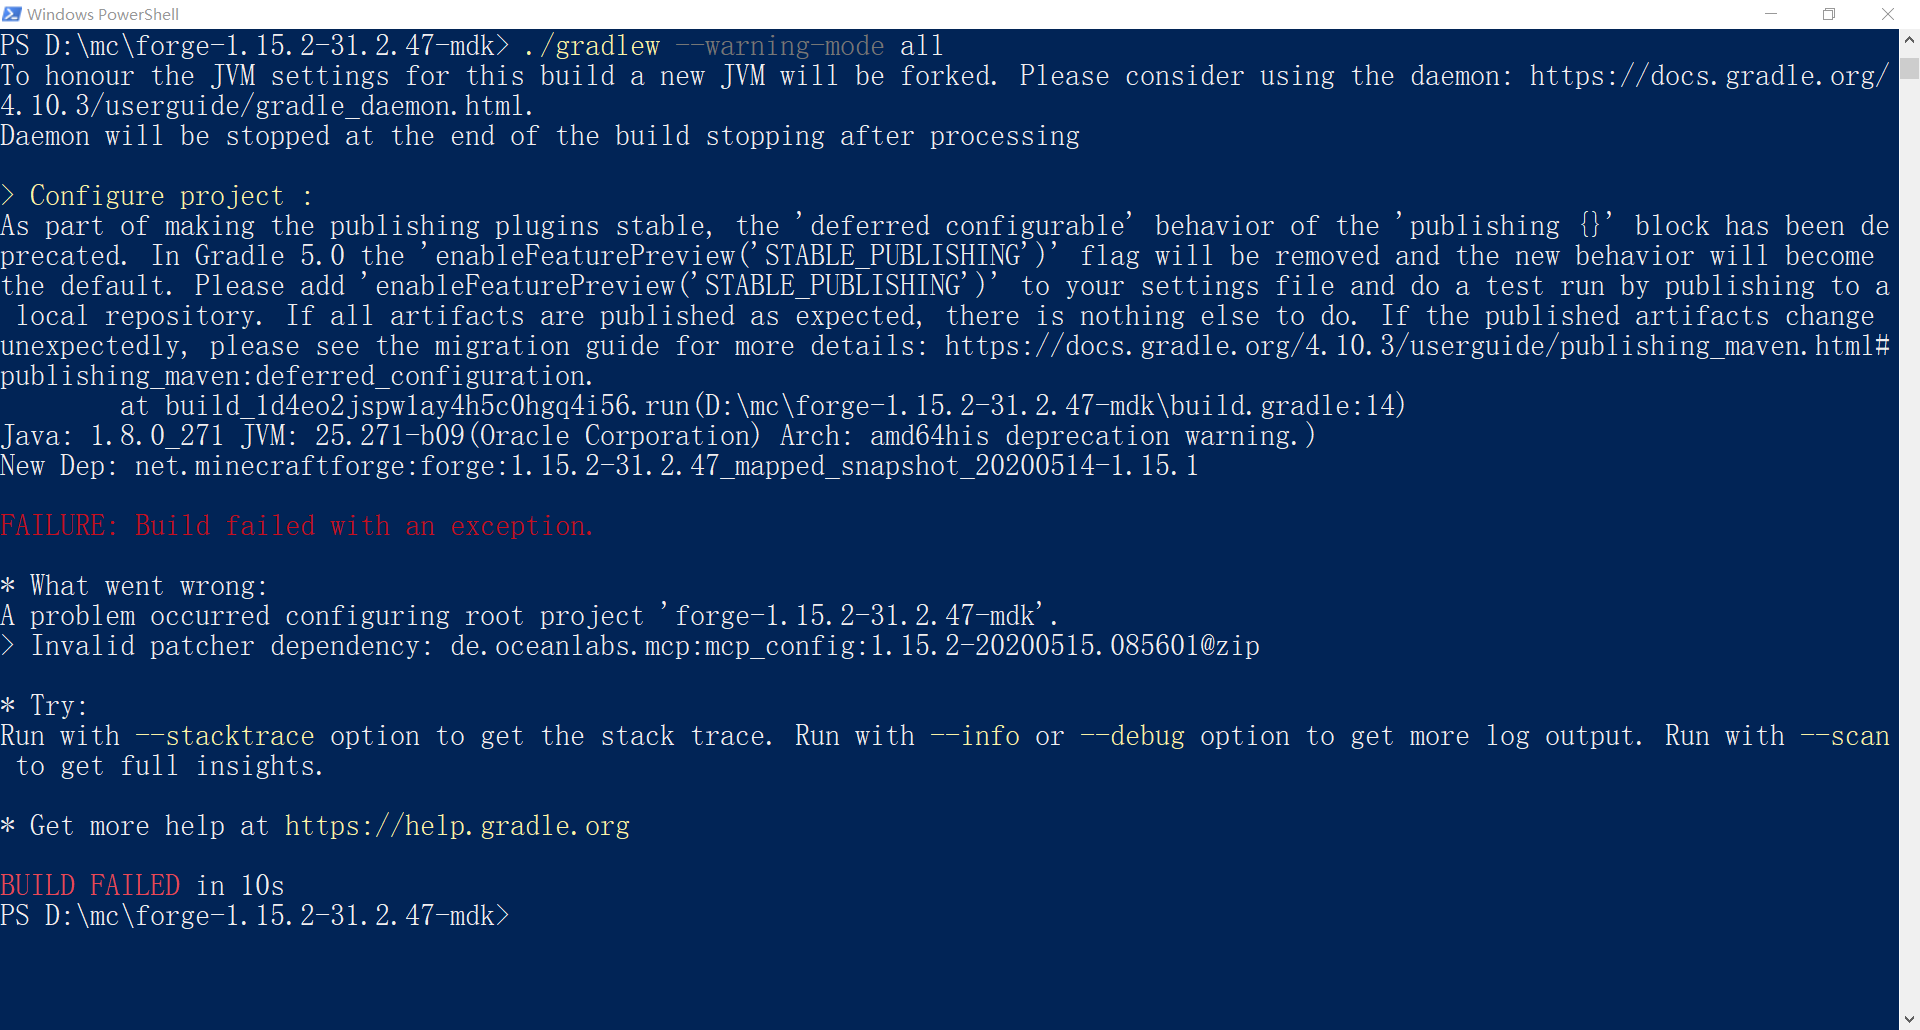 Windows PowerShell
PS D:\mc\forge-1.15.2-31.2.47-mdk> ./gradlew --warning-mode all
To honour the JVM settings for this build a new JVM will be forked. Please consider using the daemon: https://docs.gradle.org/
4.10.3/userguide/gradle_daemon.html.
Daemon will be stopped at the end of the build stopping after processing
> Configure project :
As part of making the publishing plugins stable, the 'deferred configurable' behavior of the 'publishing {}' block has been de
precated. In Gradle 5.0 the 'enableFeaturePreview('STABLE_PUBLISHING')' flag will be removed and the new behavior will become
the default. Please add 'enableFeaturePreview('STABLE_PUBLISHING')' to your settings file and do a test run by publishing to a
 local repository. If all artifacts are published as expected, there is nothing else to do. If the published artifacts change
unexpectedly, please see the migration guide for more details: https://docs.gradle.org/4.10.3/userguide/publishing_maven.html#
publishing_maven:deferred_configuration.
        at build_1d4eo2jspw1ay4h5c0hgq4i56.run(D:\mc\forge-1.15.2-31.2.47-mdk\build.gradle:14)
Java: 1.8.0_271 JVM: 25.271-b09(Oracle Corporation) Arch: amd64his deprecation warning.)
New Dep: net.minecraftforge:forge:1.15.2-31.2.47_mapped_snapshot_20200514-1.15.1
FAILURE: Build failed with an exception.
* What went wrong:
A problem occurred configuring root project 'forge-1.15.2-31.2.47-mdk'.
> Invalid patcher dependency: de.oceanlabs.mcp:mcp_config:1.15.2-20200515.085601@zip
* Try:
Run with --stacktrace option to get the stack trace. Run with --info or --debug option to get more log output. Run with --scan
 to get full insights.
* Get more help at https://help.gradle.org
BUILD FAILED in 10s
PS D:\mc\forge-1.15.2-31.2.47-mdk>